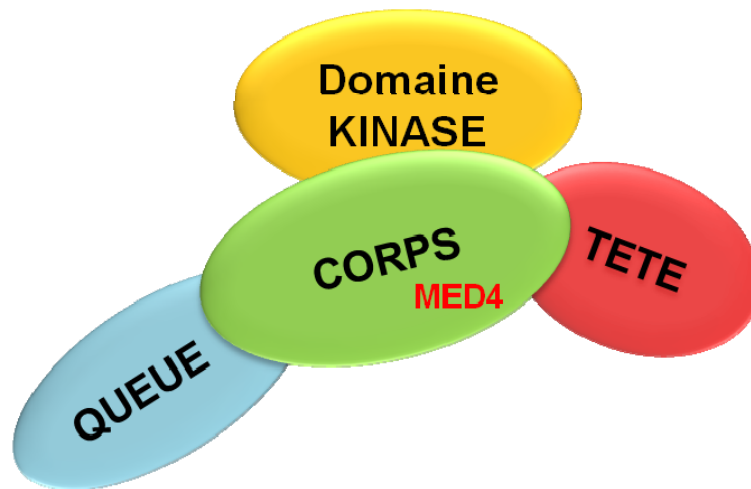 Domaine
KINASE
CORPS
MED4
TETE
QUEUE